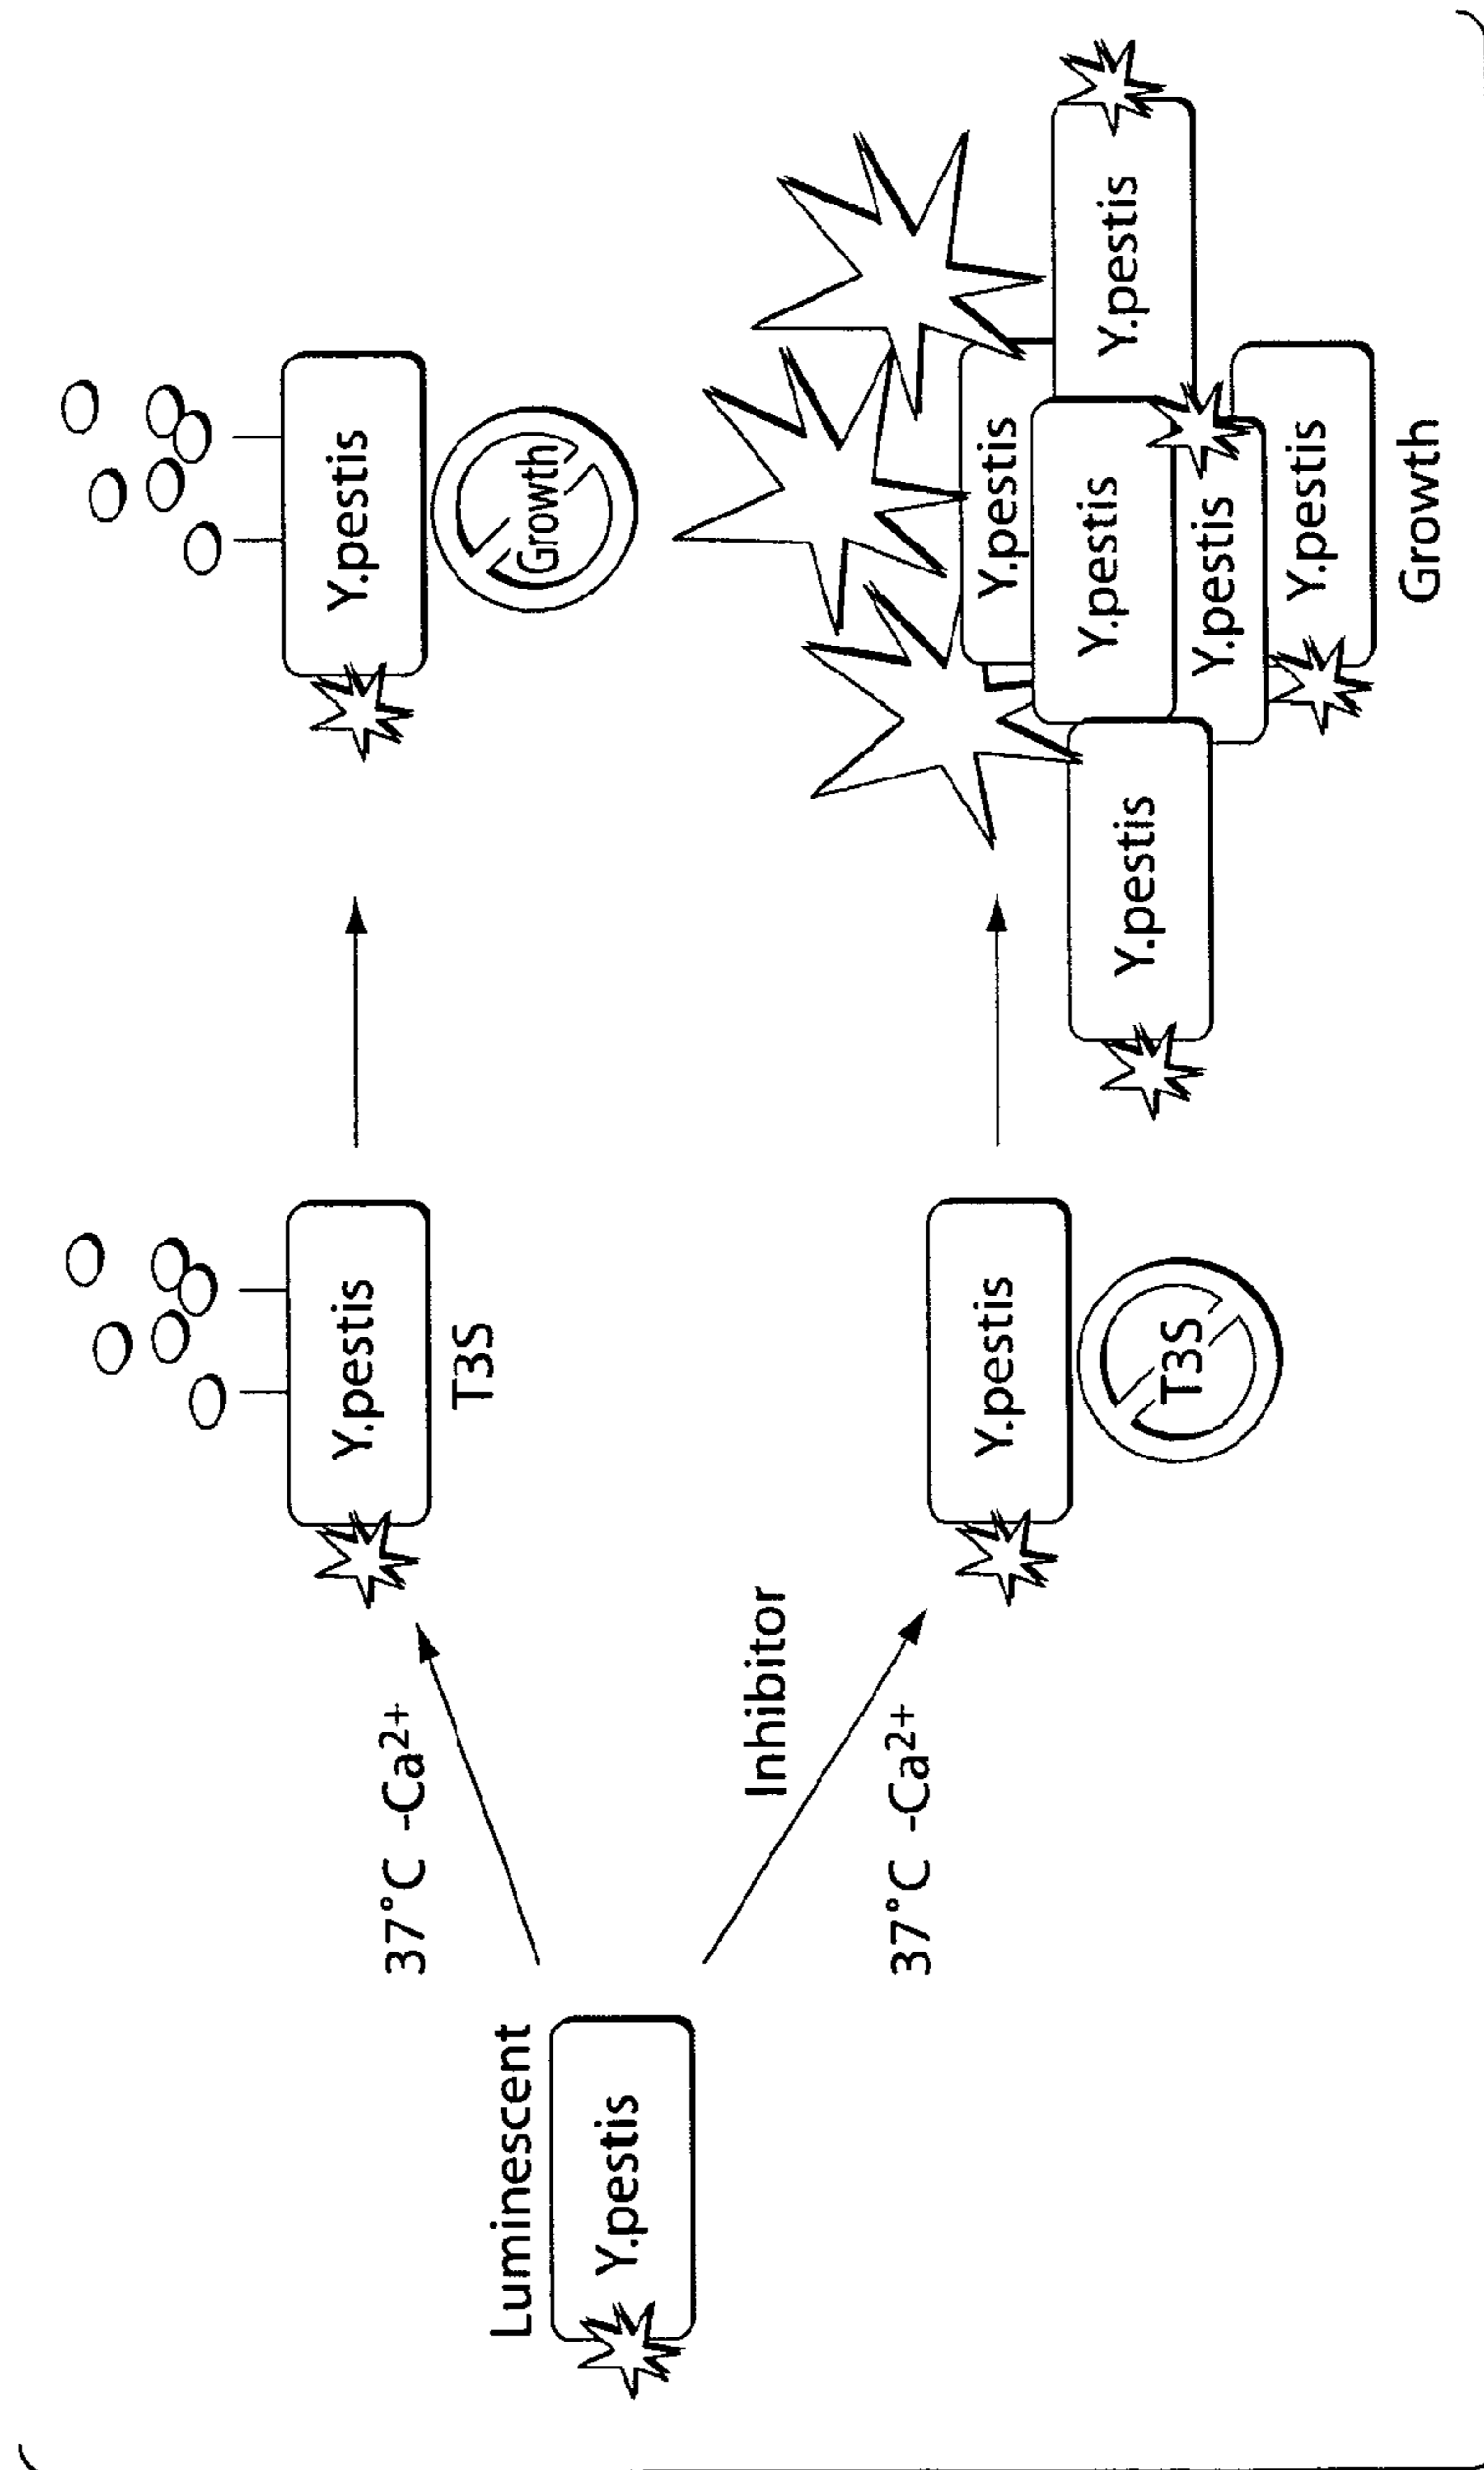 Luminescent
Y.pestis
37°C -Ca²⁺
Inhibitor
37°C -Ca²⁺
Y.pestis
T3S
Y.pestis
T3S
Y.pestis
Growth
Y.pestis
Y.pestis
Y.pestis
Y.pestis
Y.pestis
Y.pestis
Growth